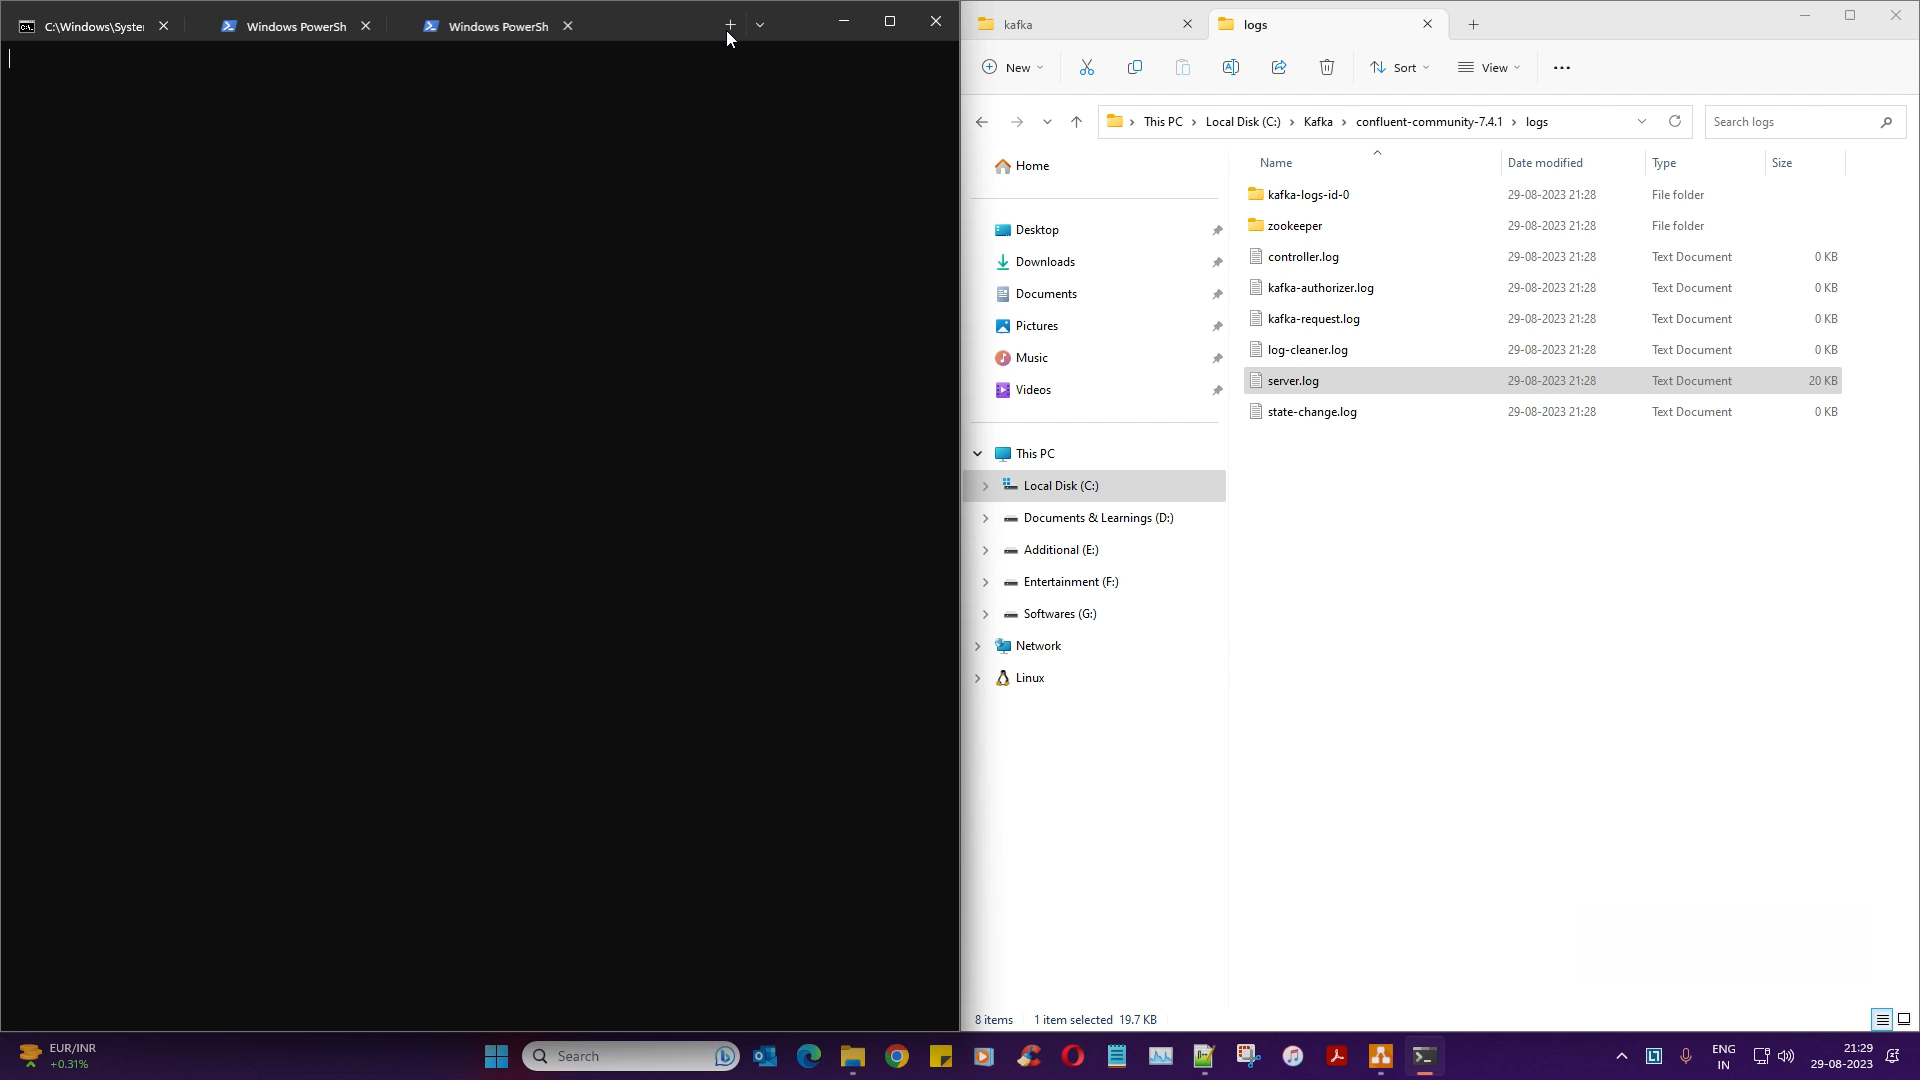 C:\Windows\Syste
Windows PowerSh
Windows PowerSh
kafka
logs
New
Sort
View
This PC
Local Disk (C:)
Kafka
confluent-community-7.4.1
logs
Search logs
Home
Desktop
Downloads
Documents
Pictures
Music
Videos
This PC
Local Disk (C:)
Documents & Learnings (D:)
Additional (E:)
Entertainment (F:)
Softwares (G:)
Network
Linux
Name Date modified Type Size
kafka-logs-id-0 29-08-2023 21:28 File folder
zookeeper 29-08-2023 21:28 File folder
controller.log 29-08-2023 21:28 Text Document 0 KB
kafka-authorizer.log 29-08-2023 21:28 Text Document 0 KB
kafka-request.log 29-08-2023 21:28 Text Document 0 KB
log-cleaner.log 29-08-2023 21:28 Text Document 0 KB
server.log 29-08-2023 21:28 Text Document 20 KB
state-change.log 29-08-2023 21:28 Text Document 0 KB
8 items 1 item selected 19.7 KB
EUR/INR
+0.31%
Search
ENG
IN
21:29
29-08-2023